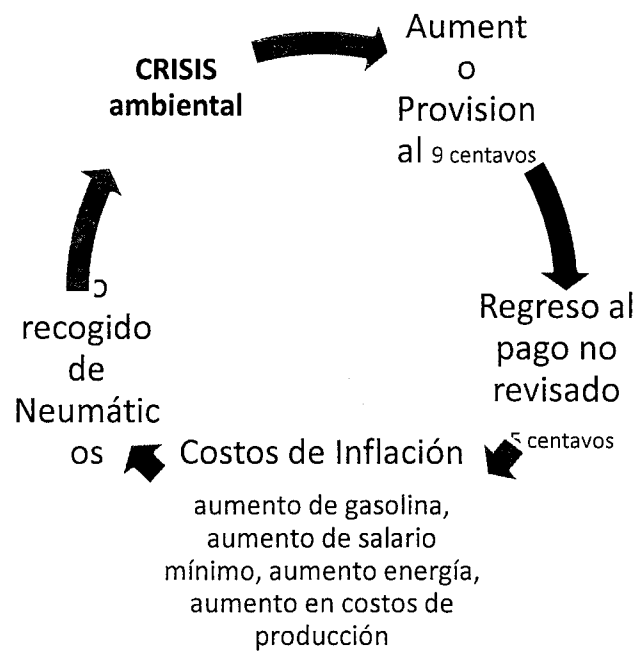 CRISIS
ambiental
Aument
o
Provision
al 9 centavos
Regreso al
pago no
revisado
5 centavos
Costos de Inflación
aumento de gasolina,
aumento de salario
mínimo, aumento energía,
aumento en costos de
producción
recogido
de
Neumátic
os